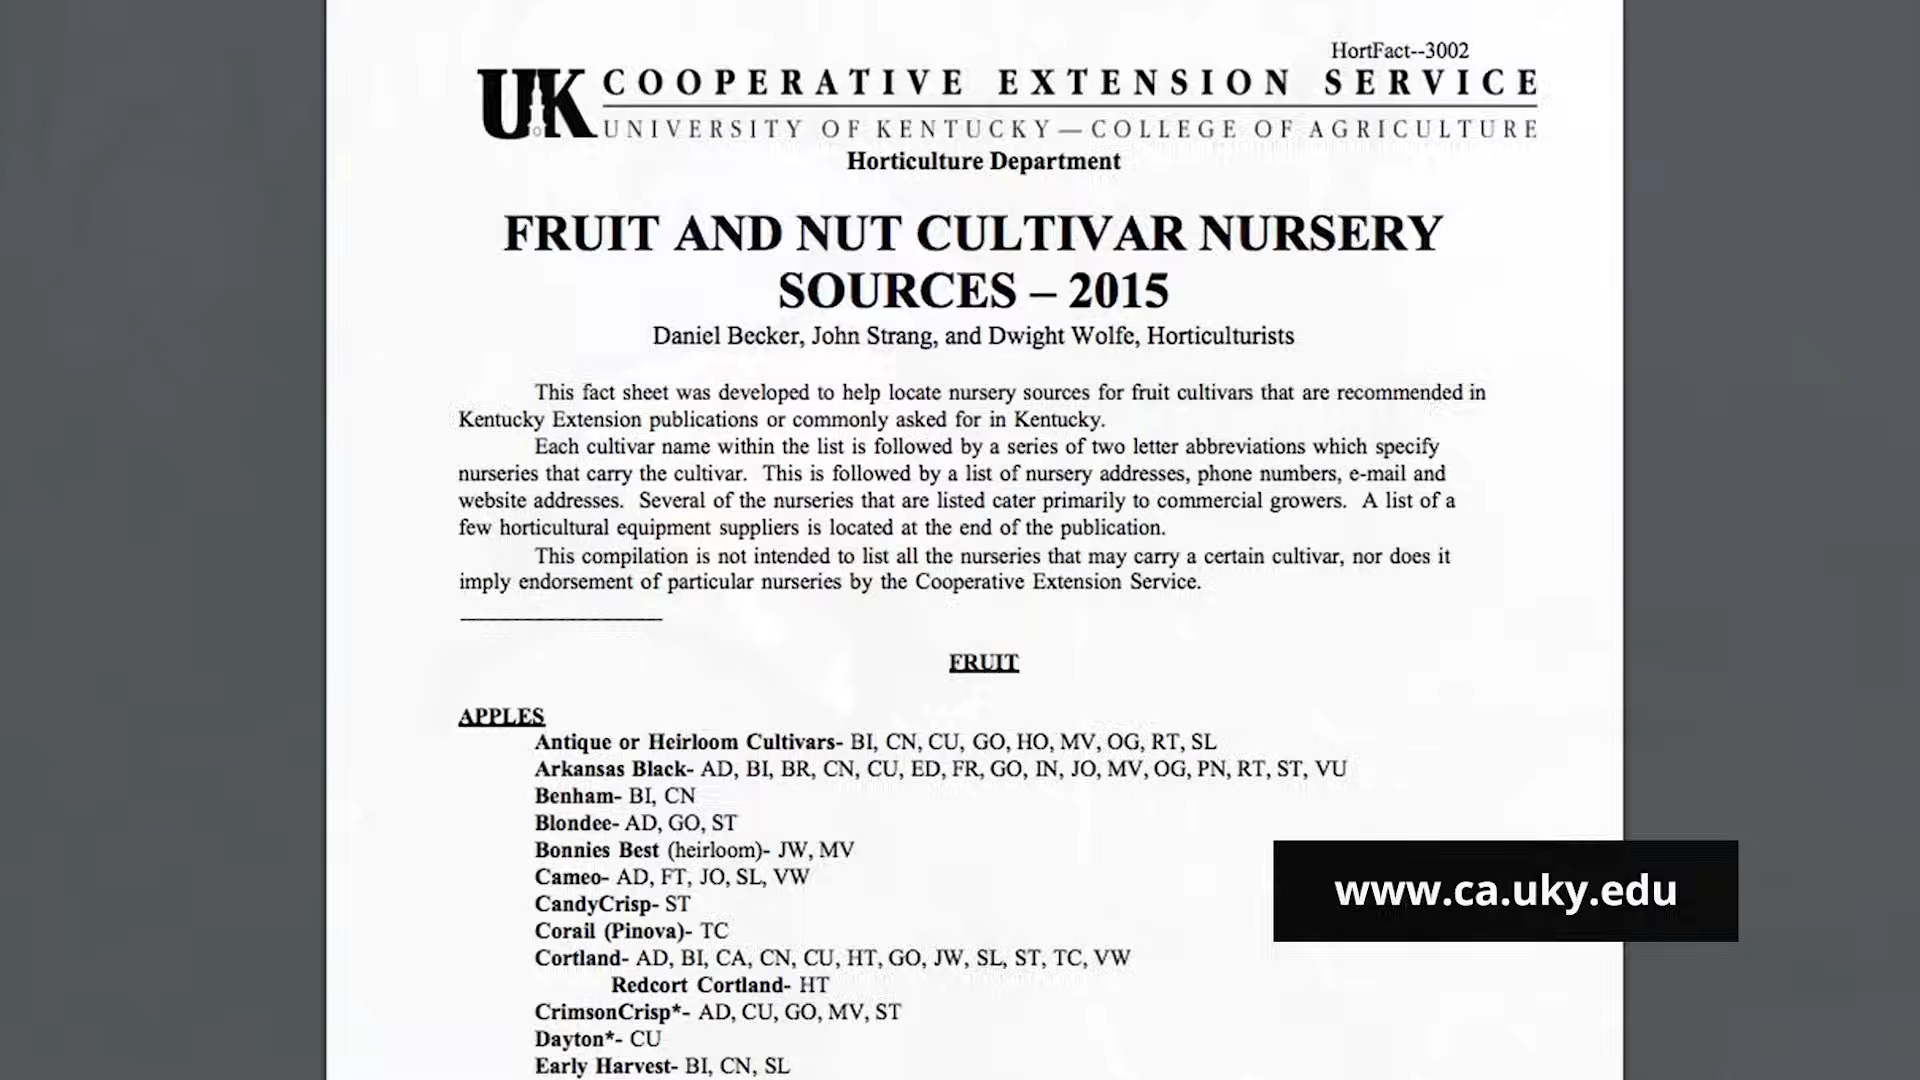 HortFact--3002
UK COOPERATIVE EXTENSION SERVICE
UNIVERSITY OF KENTUCKY—COLLEGE OF AGRICULTURE
Horticulture Department
FRUIT AND NUT CULTIVAR NURSERY
SOURCES – 2015
Daniel Becker, John Strang, and Dwight Wolfe, Horticulturists
This fact sheet was developed to help locate nursery sources for fruit cultivars that are recommended in
Kentucky Extension publications or commonly asked for in Kentucky.
Each cultivar name within the list is followed by a series of two letter abbreviations which specify
nurseries that carry the cultivar. This is followed by a list of nursery addresses, phone numbers, e-mail and
website addresses. Several of the nurseries that are listed cater primarily to commercial growers. A list of a
few horticultural equipment suppliers is located at the end of the publication.
This compilation is not intended to list all the nurseries that may carry a certain cultivar, nor does it
imply endorsement of particular nurseries by the Cooperative Extension Service.
FRUIT
APPLES
Antique or Heirloom Cultivars- BI, CN, CU, GO, HO, MV, OG, RT, SL
Arkansas Black- AD, BI, BR, CN, CU, ED, FR, GO, IN, JO, MV, OG, PN, RT, ST, VU
Benham- BI, CN
Blondee- AD, GO, ST
Bonnies Best (heirloom)- JW, MV
Cameo- AD, FT, JO, SL, VW
CandyCrisp- ST
Corail (Pinova)- TC
Cortland- AD, BI, CA, CN, CU, HT, GO, JW, SL, ST, TC, VW
Redcort Cortland- HT
CrimsonCrisp*- AD, CU, GO, MV, ST
Dayton*- CU
Early Harvest- BI, CN, SL
www.ca.uky.edu